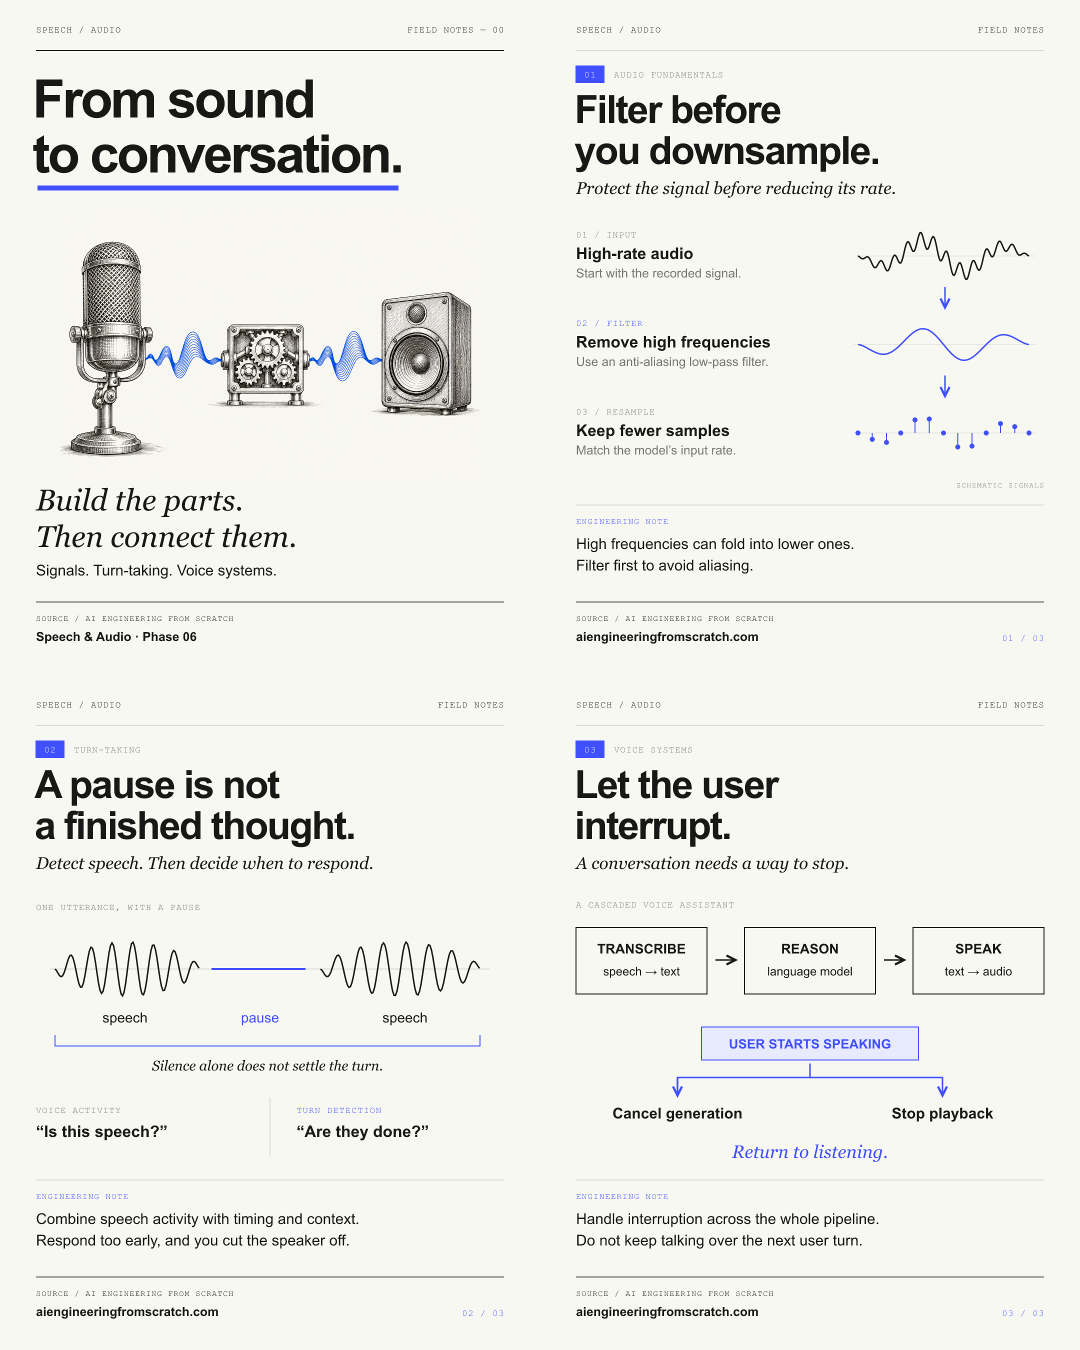 SPEECH / AUDIO
FIELD NOTES — 00
From sound
to conversation.
Build the parts.
Then connect them.
Signals. Turn-taking. Voice systems.
SOURCE / AI ENGINEERING FROM SCRATCH
Speech & Audio · Phase 06
SPEECH / AUDIO
FIELD NOTES
01
AUDIO FUNDAMENTALS
Filter before
you downsample.
Protect the signal before reducing its rate.
01 / INPUT
High-rate audio
Start with the recorded signal.
02 / FILTER
Remove high frequencies
Use an anti-aliasing low-pass filter.
03 / RESAMPLE
Keep fewer samples
Match the model’s input rate.
SCHEMATIC SIGNALS
ENGINEERING NOTE
High frequencies can fold into lower ones.
Filter first to avoid aliasing.
SOURCE / AI ENGINEERING FROM SCRATCH
aiengineeringfromscratch.com
01 / 03
SPEECH / AUDIO
FIELD NOTES
02
TURN-TAKING
A pause is not
a finished thought.
Detect speech. Then decide when to respond.
ONE UTTERANCE, WITH A PAUSE
speech
pause
speech
Silence alone does not settle the turn.
VOICE ACTIVITY
“Is this speech?”
TURN DETECTION
“Are they done?”
ENGINEERING NOTE
Combine speech activity with timing and context.
Respond too early, and you cut the speaker off.
SOURCE / AI ENGINEERING FROM SCRATCH
aiengineeringfromscratch.com
02 / 03
SPEECH / AUDIO
FIELD NOTES
03
VOICE SYSTEMS
Let the user
interrupt.
A conversation needs a way to stop.
A CASCADED VOICE ASSISTANT
TRANSCRIBE
speech → text
REASON
language model
SPEAK
text → audio
USER STARTS SPEAKING
Cancel generation
Stop playback
Return to listening.
ENGINEERING NOTE
Handle interruption across the whole pipeline.
Do not keep talking over the next user turn.
SOURCE / AI ENGINEERING FROM SCRATCH
aiengineeringfromscratch.com
03 / 03